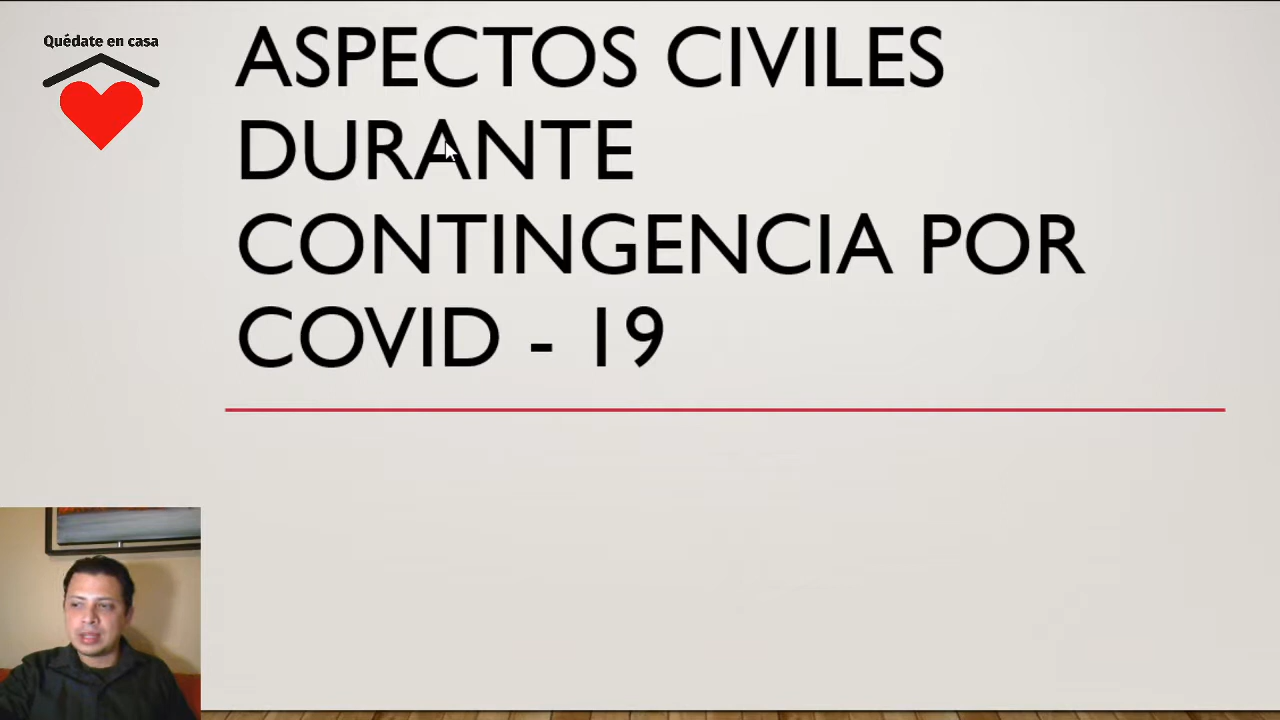 Quédate en casa
ASPECTOS CIVILES
DURANTE
CONTINGENCIA POR
COVID - 19